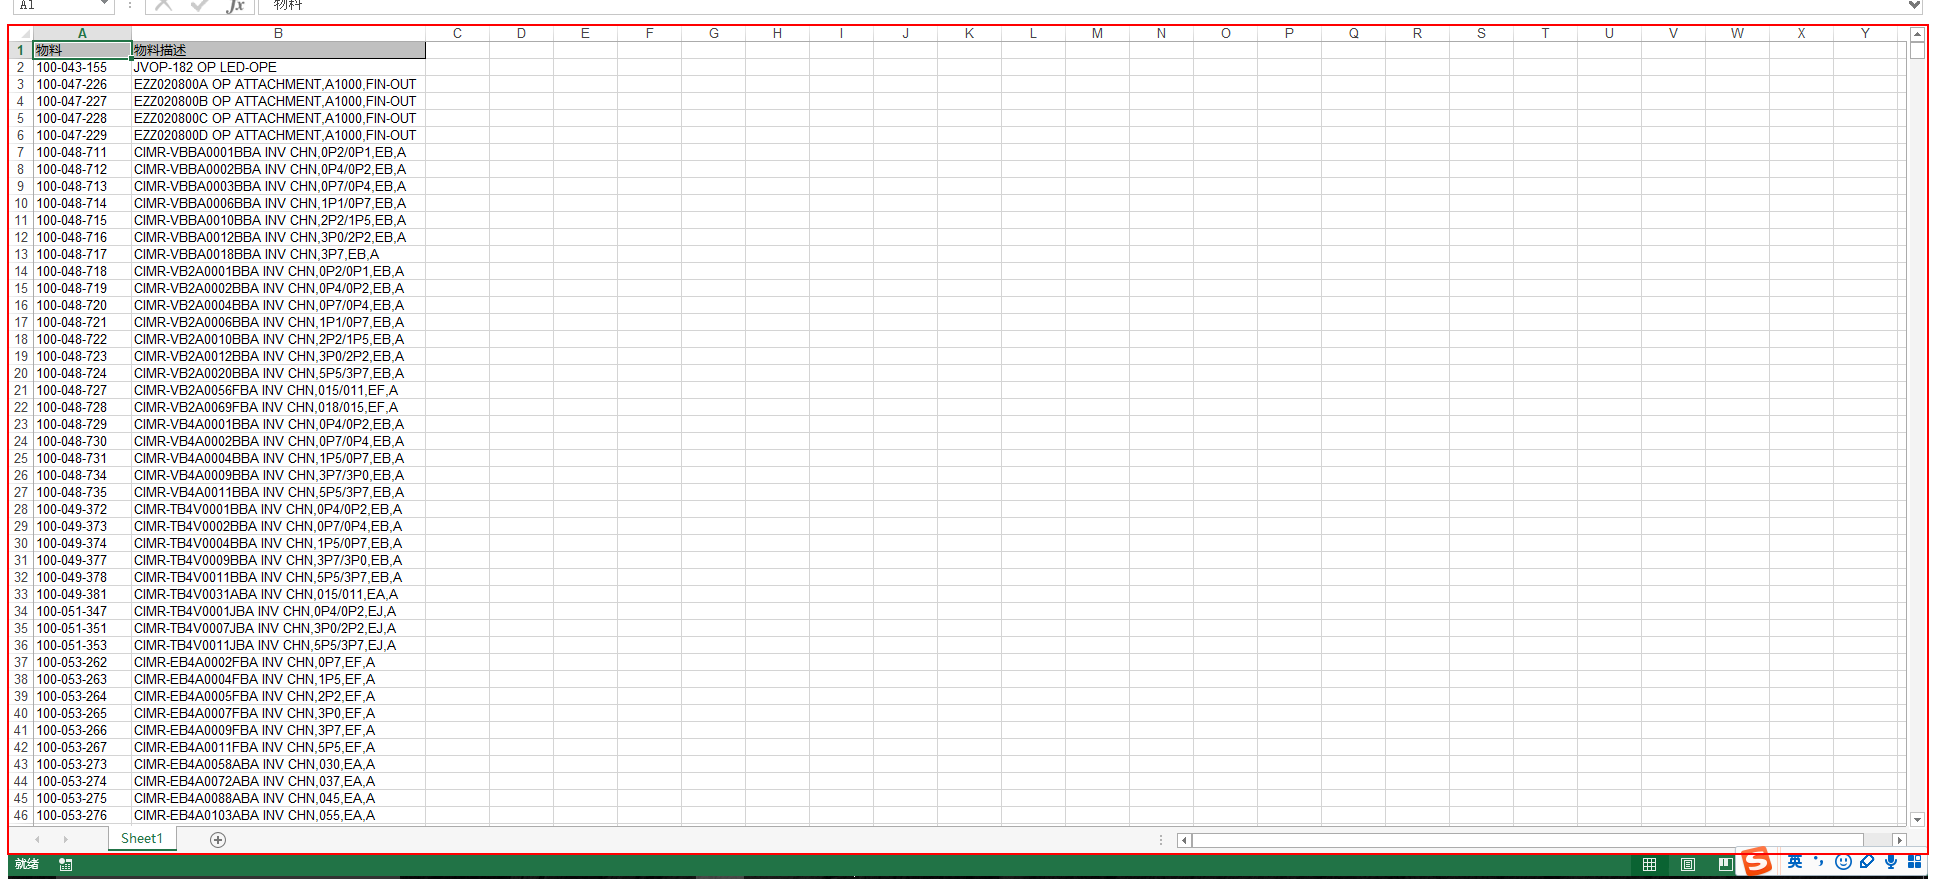 A1 fx 物料
A B C D E F G H I J K L M N O P Q R S T U V W X Y
1 物料 物料描述
2 100-043-155 JVOP-182 OP LED-OPE
3 100-047-226 EZZ020800A OP ATTACHMENT,A1000,FIN-OUT
4 100-047-227 EZZ020800B OP ATTACHMENT,A1000,FIN-OUT
5 100-047-228 EZZ020800C OP ATTACHMENT,A1000,FIN-OUT
6 100-047-229 EZZ020800D OP ATTACHMENT,A1000,FIN-OUT
7 100-048-711 CIMR-VBBA0001BBA INV CHN,0P2/0P1,EB,A
8 100-048-712 CIMR-VBBA0002BBA INV CHN,0P4/0P2,EB,A
9 100-048-713 CIMR-VBBA0003BBA INV CHN,0P7/0P4,EB,A
10 100-048-714 CIMR-VBBA0006BBA INV CHN,1P1/0P7,EB,A
11 100-048-715 CIMR-VBBA0010BBA INV CHN,2P2/1P5,EB,A
12 100-048-716 CIMR-VBBA0012BBA INV CHN,3P0/2P2,EB,A
13 100-048-717 CIMR-VBBA0018BBA INV CHN,3P7,EB,A
14 100-048-718 CIMR-VB2A0001BBA INV CHN,0P2/0P1,EB,A
15 100-048-719 CIMR-VB2A0002BBA INV CHN,0P4/0P2,EB,A
16 100-048-720 CIMR-VB2A0004BBA INV CHN,0P7/0P4,EB,A
17 100-048-721 CIMR-VB2A0006BBA INV CHN,1P1/0P7,EB,A
18 100-048-722 CIMR-VB2A0010BBA INV CHN,2P2/1P5,EB,A
19 100-048-723 CIMR-VB2A0012BBA INV CHN,3P0/2P2,EB,A
20 100-048-724 CIMR-VB2A0020BBA INV CHN,5P5/3P7,EB,A
21 100-048-727 CIMR-VB2A0056FBA INV CHN,015/011,EF,A
22 100-048-728 CIMR-VB2A0069FBA INV CHN,018/015,EF,A
23 100-048-729 CIMR-VB4A0001BBA INV CHN,0P4/0P2,EB,A
24 100-048-730 CIMR-VB4A0002BBA INV CHN,0P7/0P4,EB,A
25 100-048-731 CIMR-VB4A0004BBA INV CHN,1P5/0P7,EB,A
26 100-048-734 CIMR-VB4A0009BBA INV CHN,3P7/3P0,EB,A
27 100-048-735 CIMR-VB4A0011BBA INV CHN,5P5/3P7,EB,A
28 100-049-372 CIMR-TB4V0001BBA INV CHN,0P4/0P2,EB,A
29 100-049-373 CIMR-TB4V0002BBA INV CHN,0P7/0P4,EB,A
30 100-049-374 CIMR-TB4V0004BBA INV CHN,1P5/0P7,EB,A
31 100-049-377 CIMR-TB4V0009BBA INV CHN,3P7/3P0,EB,A
32 100-049-378 CIMR-TB4V0011BBA INV CHN,5P5/3P7,EB,A
33 100-049-381 CIMR-TB4V0031ABA INV CHN,015/011,EA,A
34 100-051-347 CIMR-TB4V0001JBA INV CHN,0P4/0P2,EJ,A
35 100-051-351 CIMR-TB4V0007JBA INV CHN,3P0/2P2,EJ,A
36 100-051-353 CIMR-TB4V0011JBA INV CHN,5P5/3P7,EJ,A
37 100-053-262 CIMR-EB4A0002FBA INV CHN,0P7,EF,A
38 100-053-263 CIMR-EB4A0004FBA INV CHN,1P5,EF,A
39 100-053-264 CIMR-EB4A0005FBA INV CHN,2P2,EF,A
40 100-053-265 CIMR-EB4A0007FBA INV CHN,3P0,EF,A
41 100-053-266 CIMR-EB4A0009FBA INV CHN,3P7,EF,A
42 100-053-267 CIMR-EB4A0011FBA INV CHN,5P5,EF,A
43 100-053-273 CIMR-EB4A0058ABA INV CHN,030,EA,A
44 100-053-274 CIMR-EB4A0072ABA INV CHN,037,EA,A
45 100-053-275 CIMR-EB4A0088ABA INV CHN,045,EA,A
46 100-053-276 CIMR-EB4A0103ABA INV CHN,055,EA,A
Sheet1
就绪 S 英